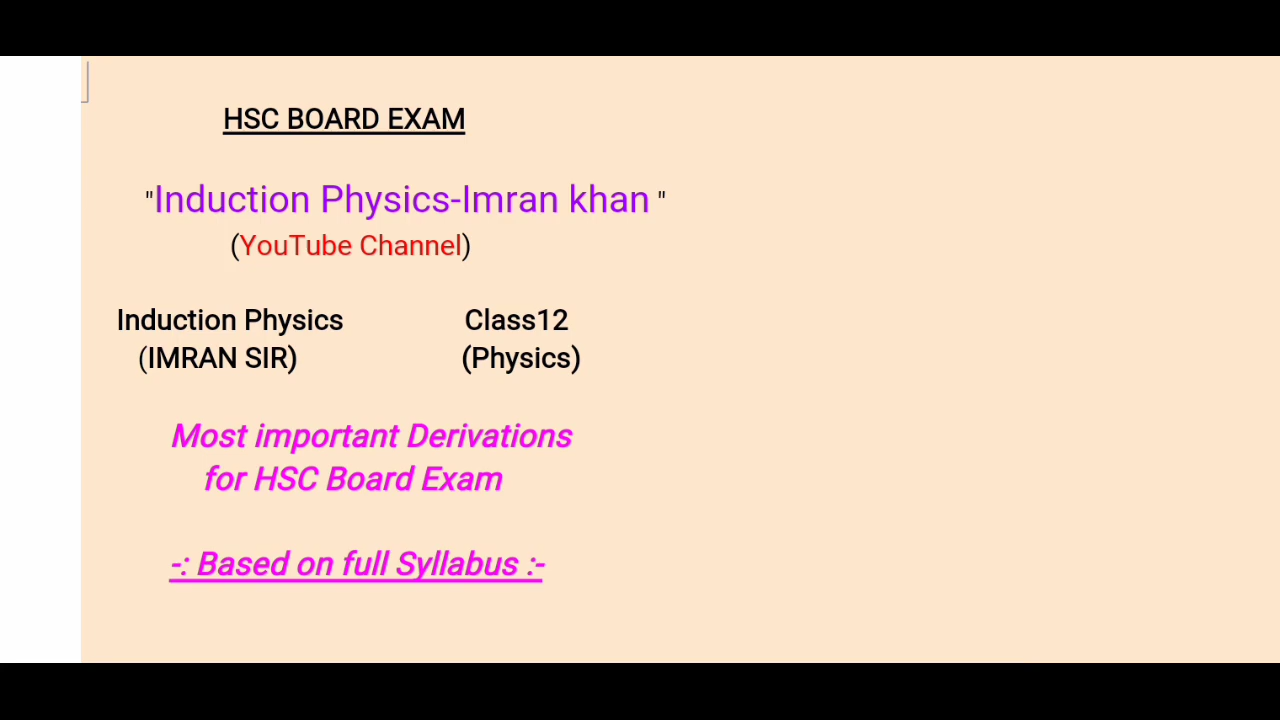 HSC BOARD EXAM
"Induction Physics-Imran khan "
(YouTube Channel)
Induction Physics Class12
(IMRAN SIR) (Physics)
Most important Derivations
for HSC Board Exam
-: Based on full Syllabus :-